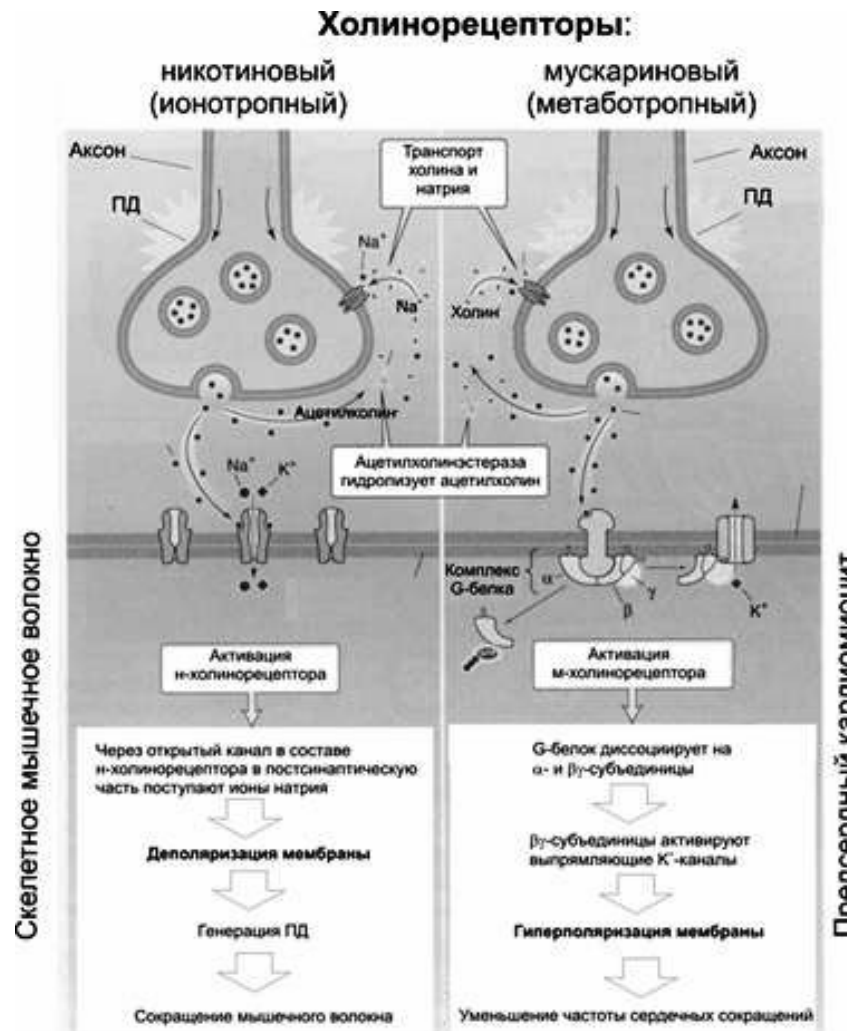 Холинорецепторы:
никотиновый
(ионотропный)
мускариновый
(метаботропный)
Аксон
ПД
Транспорт
холина и
натрия
Аксон
ПД
Na⁺
Na⁺
Холин
Ацетилколин
Ацетилхолинэстераза
гидролизует ацетилхолин
Na⁺
K⁺
Комплекс
G-белка
α
β
γ
K⁺
Скелетное мышечное волокно
Предсердный кардиомиоцит
Активация
н-холинорецептора
Активация
м-холинорецептора
Через открытый канал в составе
н-холинорецептора в постсинаптическую
часть поступают ионы натрия
Деполяризация мембраны
Генерация ПД
Сокращение мышечного волокна
G-белок диссоциирует на
α- и βγ-субъединицы
βγ-субъединицы активируют
выпрямляющие K⁺-каналы
Гиперполяризация мембраны
Уменьшение частоты сердечных сокращений